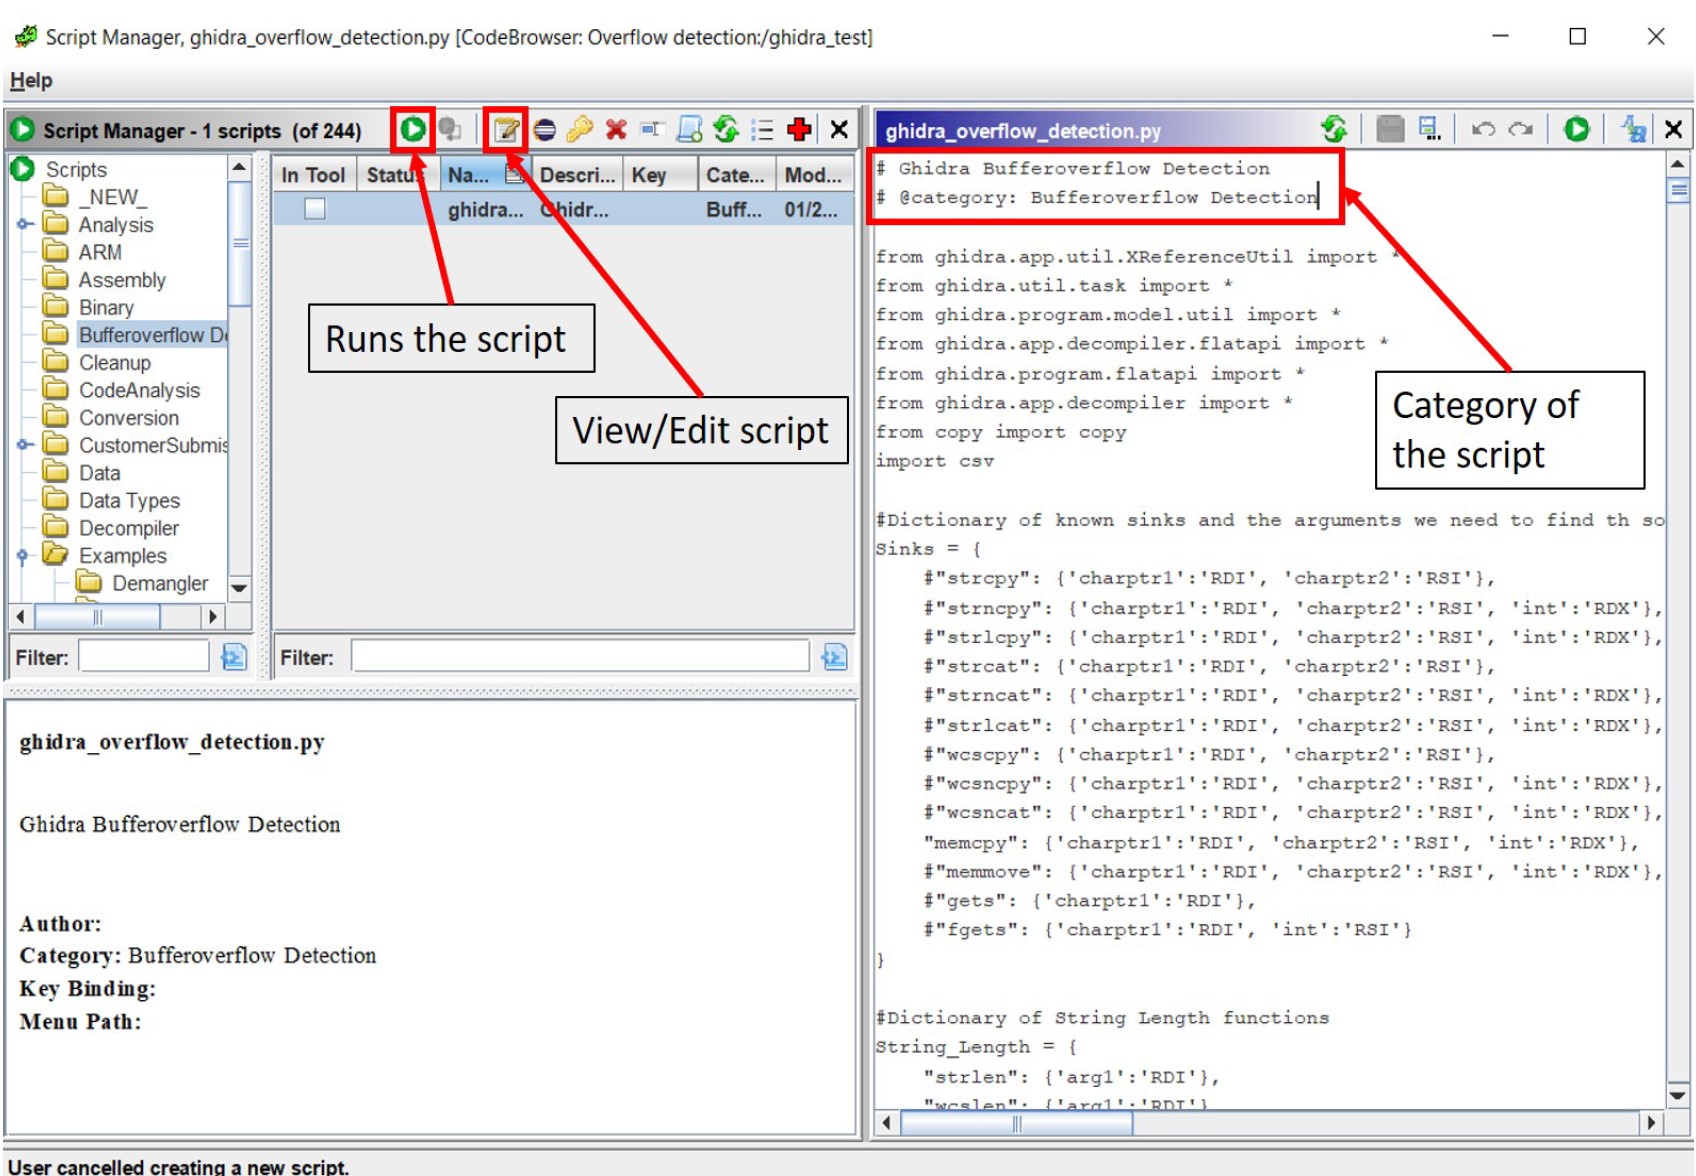 Script Manager, ghidra_overflow_detection.py [CodeBrowser: Overflow detection:/ghidra_test]
Help
Script Manager - 1 scripts (of 244)
Scripts
_NEW_
Analysis
ARM
Assembly
Binary
Bufferoverflow De
Cleanup
CodeAnalysis
Conversion
CustomerSubmis
Data
Data Types
Decompiler
Examples
Demangler
Filter:
In Tool Status Na... Descri... Key Cate... Mod...
ghidra... Ghidr... Buff... 01/2...
Runs the script
View/Edit script
Filter:
ghidra_overflow_detection.py
Ghidra Bufferoverflow Detection
Author:
Category: Bufferoverflow Detection
Key Binding:
Menu Path:
ghidra_overflow_detection.py
# Ghidra Bufferoverflow Detection
# @category: Bufferoverflow Detection
from ghidra.app.util.XReferenceUtil import *
from ghidra.util.task import *
from ghidra.program.model.util import *
from ghidra.app.decompiler.flatapi import *
from ghidra.program.flatapi import *
from ghidra.app.decompiler import *
from copy import copy
import csv
Category of
the script
#Dictionary of known sinks and the arguments we need to find th so
Sinks = {
#"strcpy": {'charptr1':'RDI', 'charptr2':'RSI'},
#"strncpy": {'charptr1':'RDI', 'charptr2':'RSI', 'int':'RDX'},
#"strlcpy": {'charptr1':'RDI', 'charptr2':'RSI', 'int':'RDX'},
#"strcat": {'charptr1':'RDI', 'charptr2':'RSI'},
#"strncat": {'charptr1':'RDI', 'charptr2':'RSI', 'int':'RDX'},
#"strlcat": {'charptr1':'RDI', 'charptr2':'RSI', 'int':'RDX'},
#"wcscpy": {'charptr1':'RDI', 'charptr2':'RSI'},
#"wcsncpy": {'charptr1':'RDI', 'charptr2':'RSI', 'int':'RDX'},
#"wcsncat": {'charptr1':'RDI', 'charptr2':'RSI', 'int':'RDX'},
"memcpy": {'charptr1':'RDI', 'charptr2':'RSI', 'int':'RDX'},
#"memmove": {'charptr1':'RDI', 'charptr2':'RSI', 'int':'RDX'},
#"gets": {'charptr1':'RDI'},
#"fgets": {'charptr1':'RDI', 'int':'RSI'}
}
#Dictionary of String Length functions
String_Length = {
"strlen": {'arg1':'RDI'},
"wcslen": {'arg1':'RDI'}
User cancelled creating a new script.